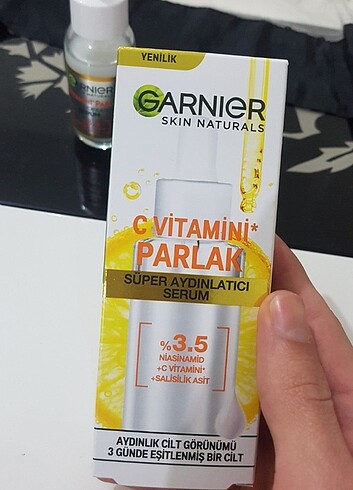 YENİLİK
GARNIER
SKIN NATURALS
C VİTAMİNİ*
PARLAK
SÜPER AYDINLATICI
SERUM
%3.5
NİASİNAMİD
+C VİTAMİNİ*
+SALİSİLİK ASİT
AYDINLIK CİLT GÖRÜNÜMÜ
3 GÜNDE EŞİTLENMİŞ BİR CİLT
GARNIER